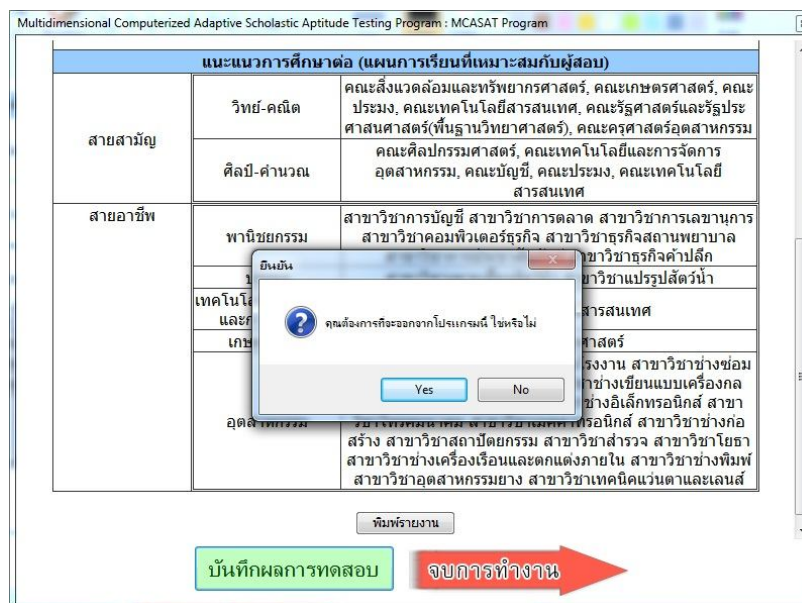 Multidimensional Computerized Adaptive Scholastic Aptitude Testing Program : MCASAT Program
แนะแนวการศึกษาต่อ (แผนการเรียนที่เหมาะสมกับผู้สอบ)
สายสามัญ
วิทย์-คณิต
คณะสิ่งแวดล้อมและทรัพยากรศาสตร์, คณะเกษตรศาสตร์, คณะ
ประมง, คณะเทคโนโลยีสารสนเทศ, คณะรัฐศาสตร์และรัฐประ
ศาสนศาสตร์(พื้นฐานวิทยาศาสตร์), คณะครุศาสตร์อุตสาหกรรม
ศิลป์-คำนวณ
คณะศิลปกรรมศาสตร์, คณะเทคโนโลยีและการจัดการ
อุตสาหกรรม, คณะบัญชี, คณะประมง, คณะเทคโนโลยี
สารสนเทศ
สายอาชีพ
พานิชยกรรม
สาขาวิชาการบัญชี สาขาวิชาการตลาด สาขาวิชาการเลขานุการ
สาขาวิชาคอมพิวเตอร์ธุรกิจ สาขาวิชาธุรกิจสถานพยาบาล
สาขาวิชาธุรกิจค้าปลีก
สาขาวิชาแปรรูปสัตว์น้ำ
สารสนเทศ
อุตสาหกรรม
โรงงาน สาขาวิชาช่างซ่อม
ช่างเขียนแบบเครื่องกล
ช่างอิเล็กทรอนิกส์ สาขา
วิชาโทรคมนาคม สาขาวิชาเมคคาทรอนิกส์ สาขาวิชาช่างก่อ
สร้าง สาขาวิชาสถาปัตยกรรม สาขาวิชาสำรวจ สาขาวิชาโยธา
สาขาวิชาช่างเครื่องเรือนและตกแต่งภายใน สาขาวิชาช่างพิมพ์
สาขาวิชาอุตสาหกรรมยาง สาขาวิชาเทคนิคแว่นตาและเลนส์
ยืนยัน
คุณต้องการที่จะออกจากโปรแกรมนี้ ใช่หรือไม่
Yes
No
พิมพ์รายงาน
บันทึกผลการทดสอบ
จบการทำงาน